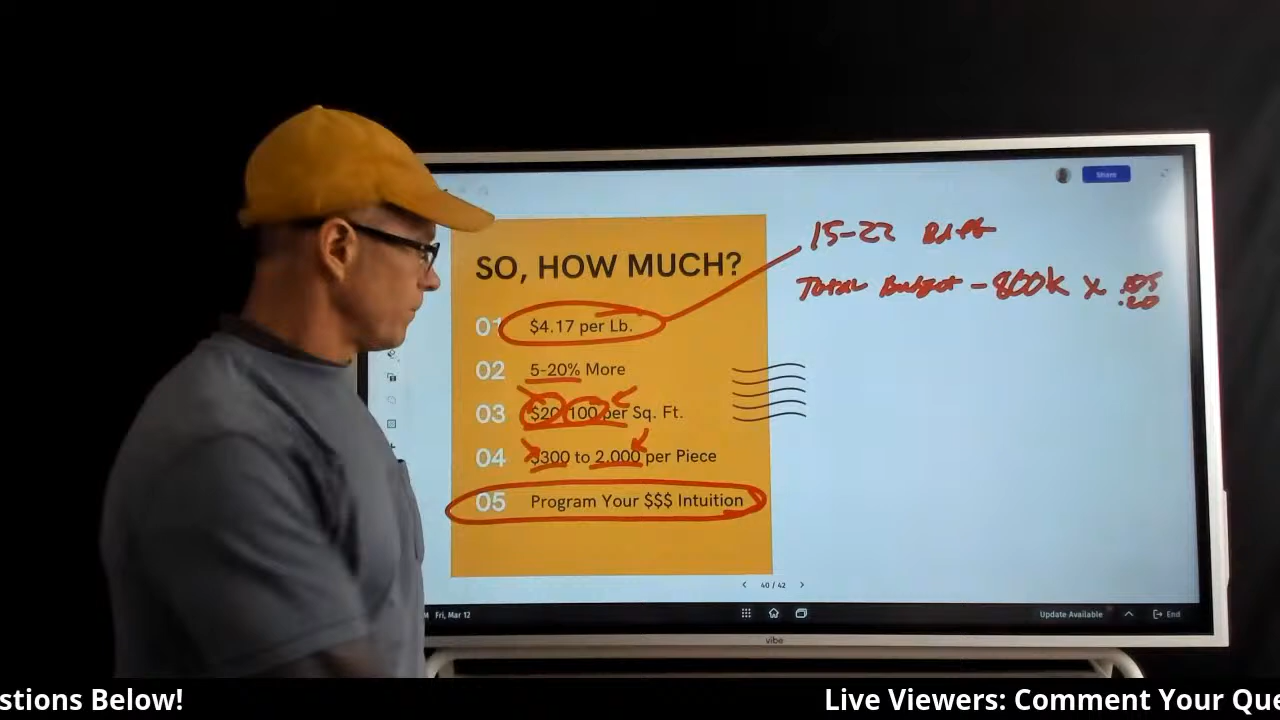 Share
15-22
SO, HOW MUCH?
Total Budget - 800k x .05
.20
01 $4.17 per Lb.
02 5-20% More
03 $20 100 per Sq. Ft.
04 $300 to 2,000 per Piece
05 Program Your $$$ Intuition
40 / 42
M Fri, Mar 12
Update Available
End
vibe
stions Below!
Live Viewers: Comment Your Que